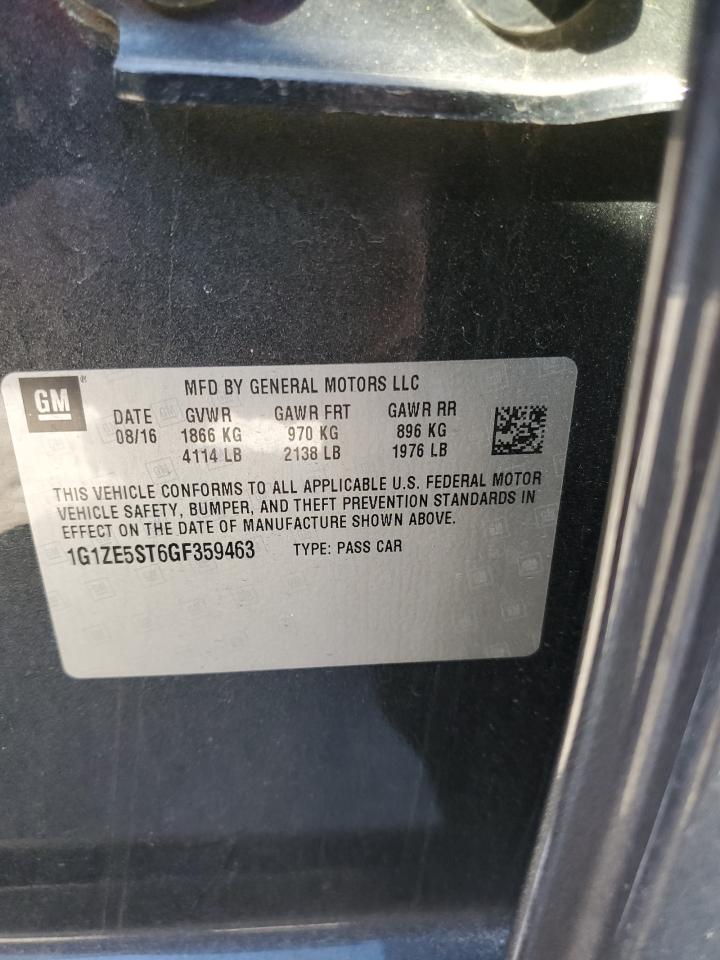 GM ®
MFD BY GENERAL MOTORS LLC
DATE GVWR GAWR FRT GAWR RR
08/16 1866 KG 970 KG 896 KG
4114 LB 2138 LB 1976 LB
THIS VEHICLE CONFORMS TO ALL APPLICABLE U.S. FEDERAL MOTOR
VEHICLE SAFETY, BUMPER, AND THEFT PREVENTION STANDARDS IN
EFFECT ON THE DATE OF MANUFACTURE SHOWN ABOVE.
1G1ZE5ST6GF359463 TYPE: PASS CAR